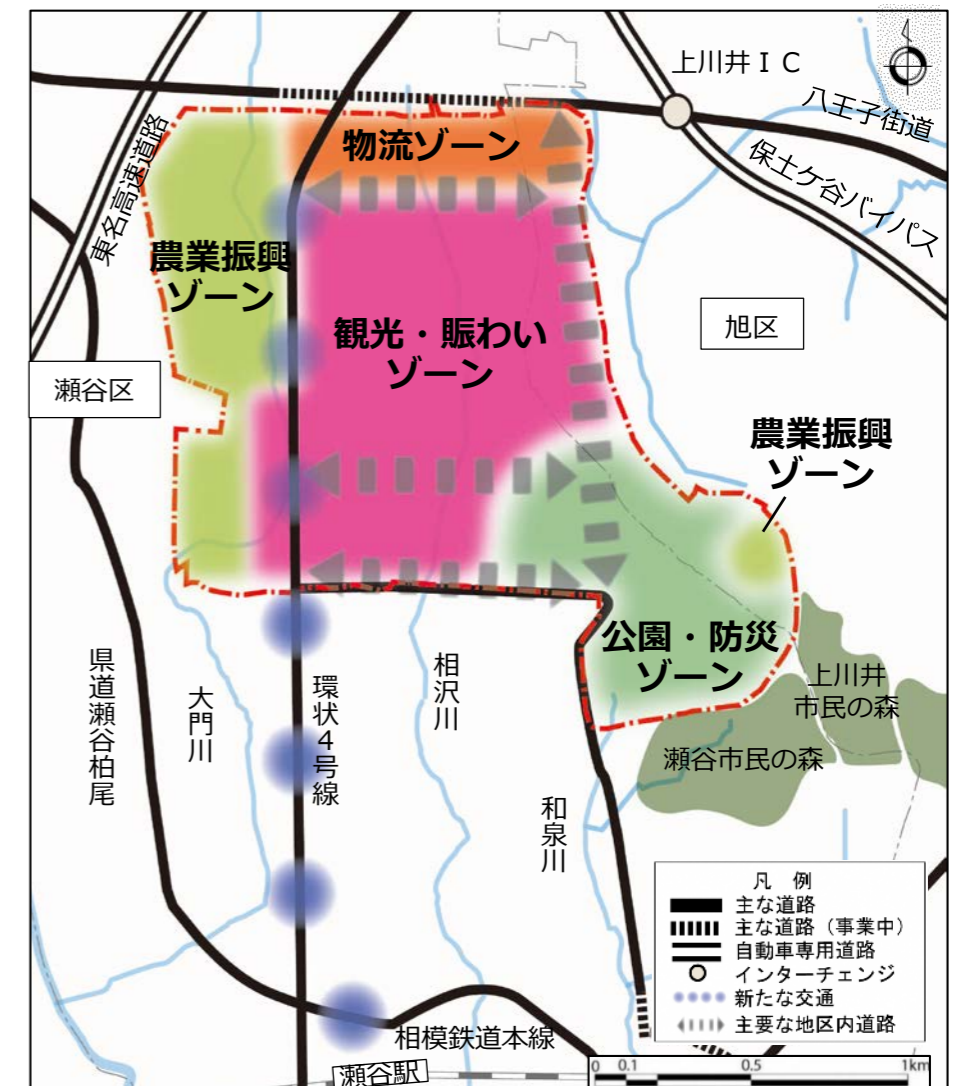 上川井ＩＣ
八王子街道
保土ケ谷バイパス
東名高速道路
物流ゾーン
農業振興
ゾーン
観光・賑わい
ゾーン
旭区
瀬谷区
農業振興
ゾーン
公園・防災
ゾーン
上川井
市民の森
瀬谷市民の森
県道瀬谷柏尾
大門川
環状4号線
相沢川
和泉川
相模鉄道本線
瀬谷駅
凡 例
主な道路
主な道路（事業中）
自動車専用道路
インターチェンジ
新たな交通
主要な地区内道路
0 0.1 0.5 1km